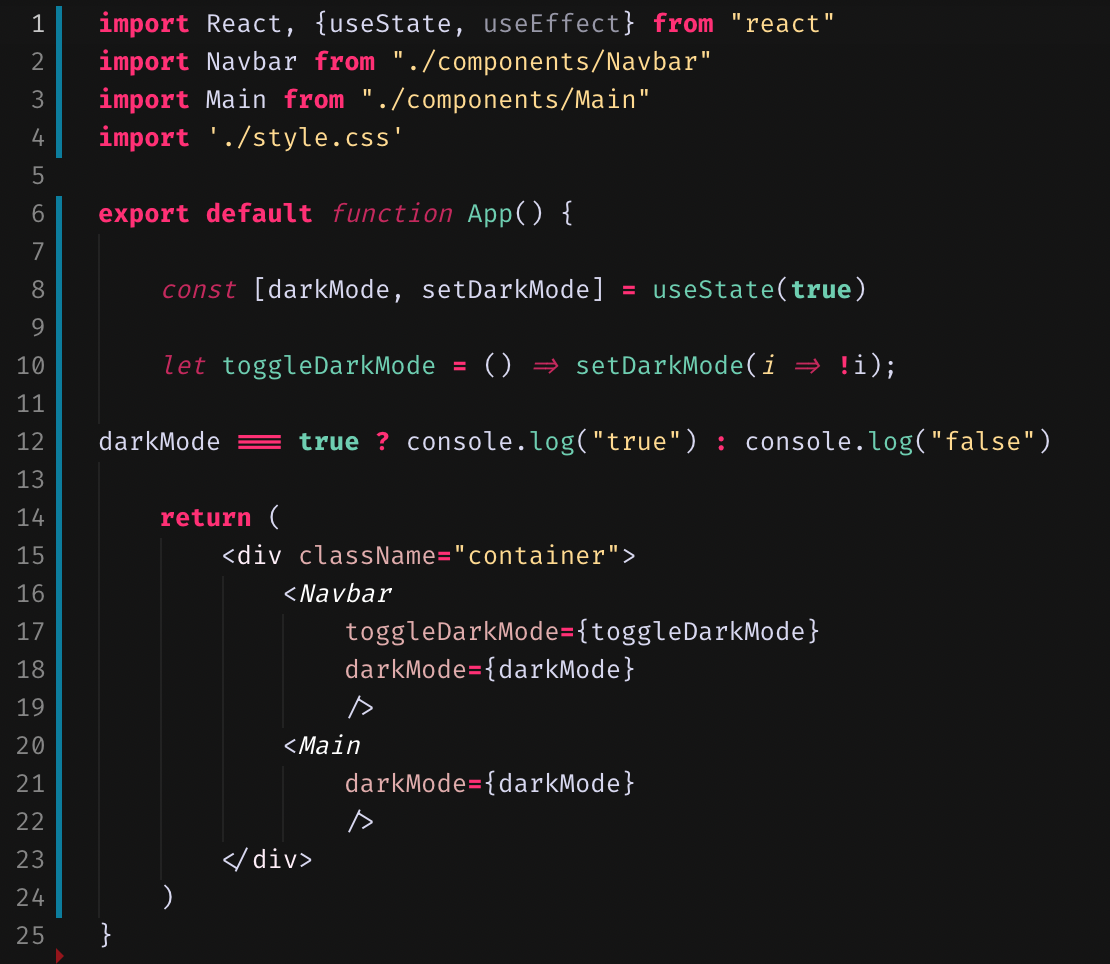 1 import React, {useState, useEffect} from "react"
2 import Navbar from "./components/Navbar"
3 import Main from "./components/Main"
4 import './style.css'
5
6 export default function App() {
7
8     const [darkMode, setDarkMode] = useState(true)
9
10     let toggleDarkMode = () => setDarkMode(i => !i);
11
12 darkMode === true ? console.log("true") : console.log("false")
13
14     return (
15         <div className="container">
16             <Navbar
17                 toggleDarkMode={toggleDarkMode}
18                 darkMode={darkMode}
19                 />
20             <Main
21                 darkMode={darkMode}
22                 />
23         </div>
24     )
25 }